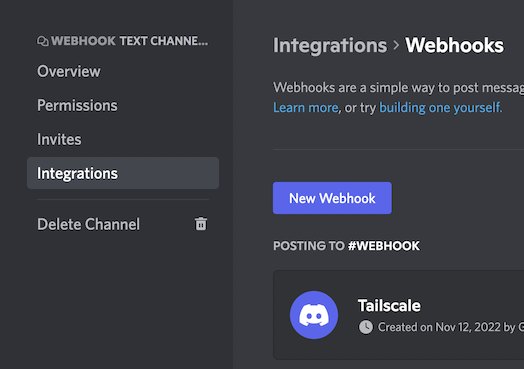 WEBHOOK TEXT CHANNE...
Overview
Permissions
Invites
Integrations
Delete Channel
Integrations > Webhooks
Webhooks are a simple way to post messag
Learn more, or try building one yourself.
New Webhook
POSTING TO #WEBHOOK
Tailscale
Created on Nov 12, 2022 by G